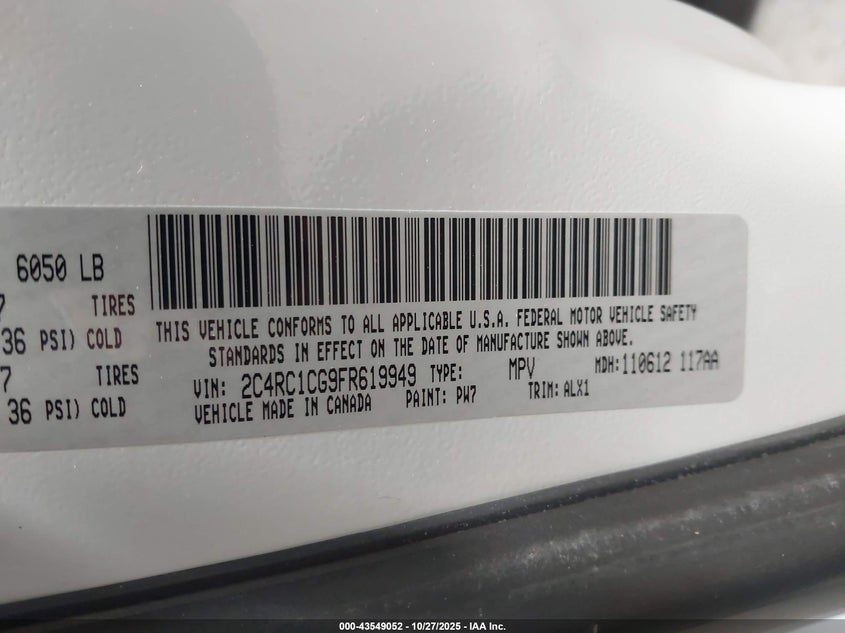 6050 LB
7 TIRES
36 PSI) COLD
7 TIRES
36 PSI) COLD
THIS VEHICLE CONFORMS TO ALL APPLICABLE U.S.A. FEDERAL MOTOR VEHICLE SAFETY
STANDARDS IN EFFECT ON THE DATE OF MANUFACTURE SHOWN ABOVE.
VIN: 2C4RC1CG9FR619949 TYPE: MPV MDH:110612 117AA
VEHICLE MADE IN CANADA PAINT: PW7 TRIM: ALX1
000-43549052 - 10/27/2025 - IAA Inc.